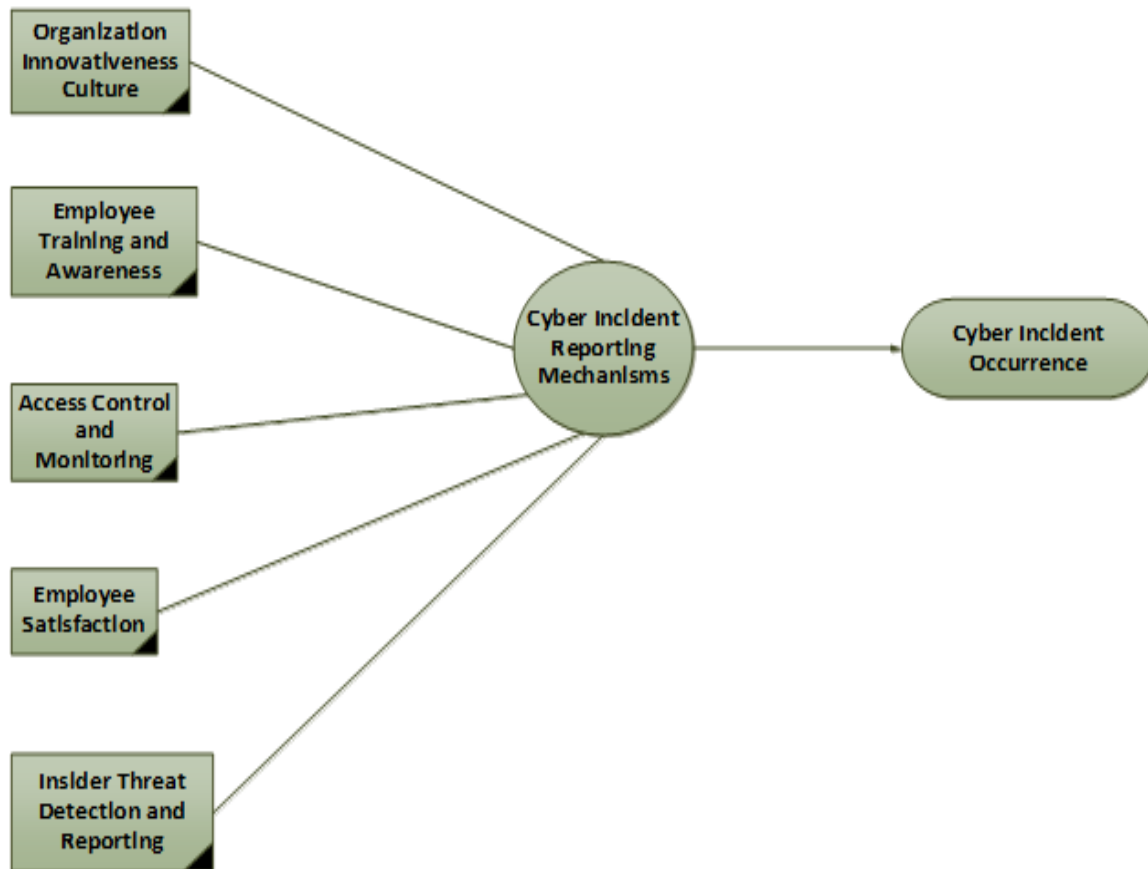 Organization
Innovativeness
Culture
Employee
Training and
Awareness
Cyber Incident
Reporting
Mechanisms
Cyber Incident
Occurrence
Access Control
and
Monitoring
Employee
Satisfaction
Insider Threat
Detection and
Reporting